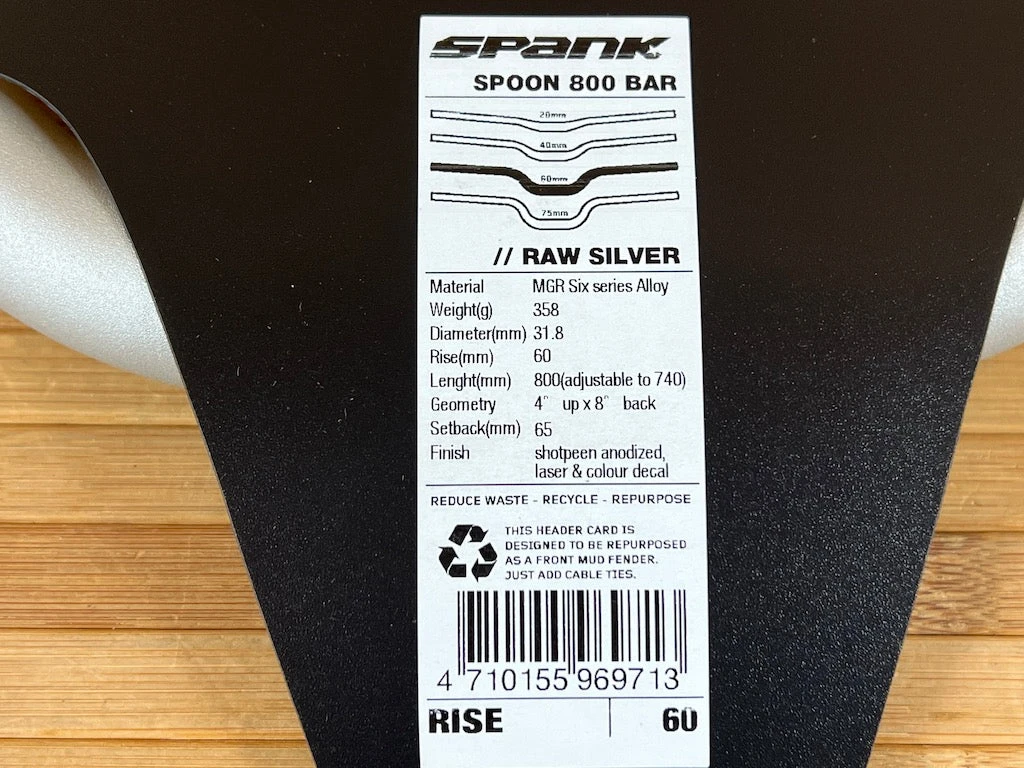 SPANK
SPOON 800 BAR
20mm
40mm
60mm
75mm
// RAW SILVER
Material MGR Six series Alloy
Weight(g) 358
Diameter(mm) 31.8
Rise(mm) 60
Lenght(mm) 800(adjustable to 740)
Geometry 4° up x 8° back
Setback(mm) 65
Finish shotpeen anodized,
laser & colour decal
REDUCE WASTE - RECYCLE - REPURPOSE
THIS HEADER CARD IS
DESIGNED TO BE REPURPOSED
AS A FRONT MUD FENDER.
JUST ADD CABLE TIES.
4 710155 969713
RISE 60